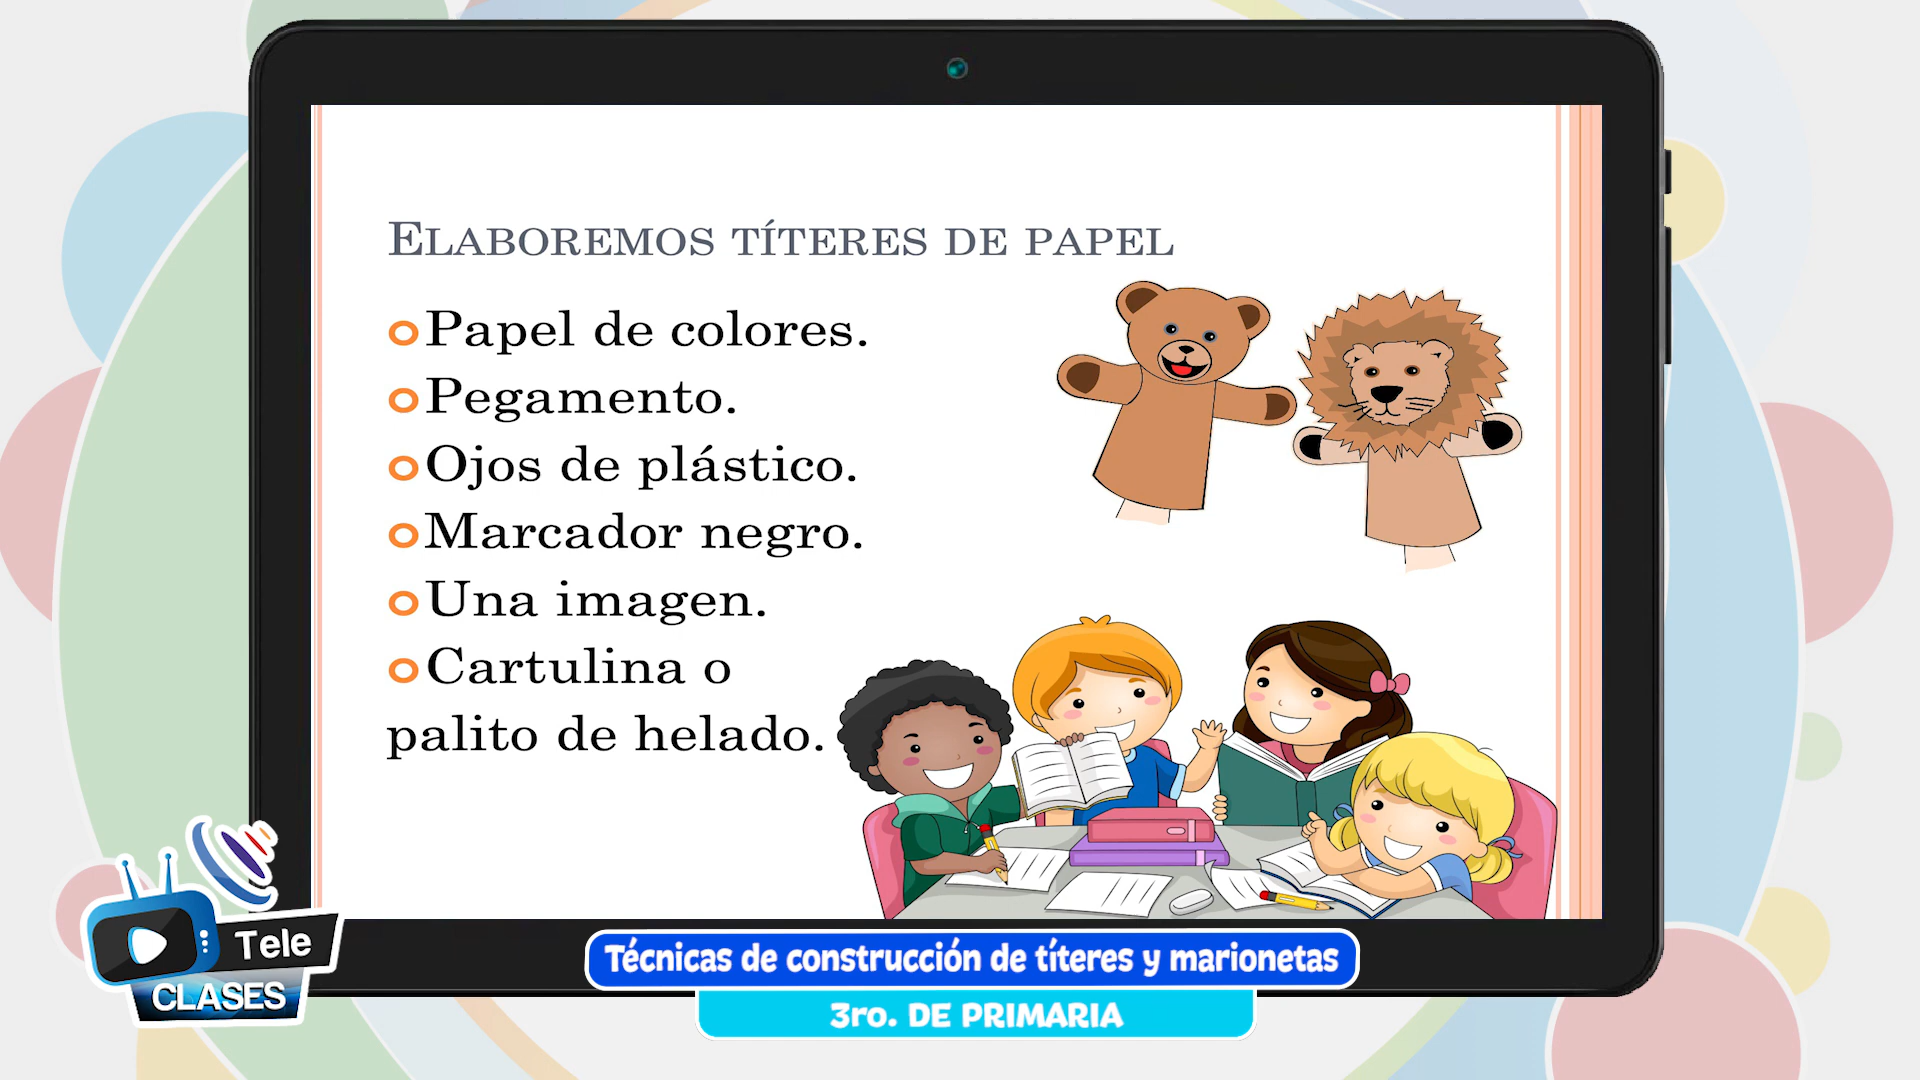 ELABOREMOS TÍTERES DE PAPEL
Papel de colores.
Pegamento.
Ojos de plástico.
Marcador negro.
Una imagen.
Cartulina o
palito de helado.
Tele
CLASES
Técnicas de construcción de títeres y marionetas
3ro. DE PRIMARIA